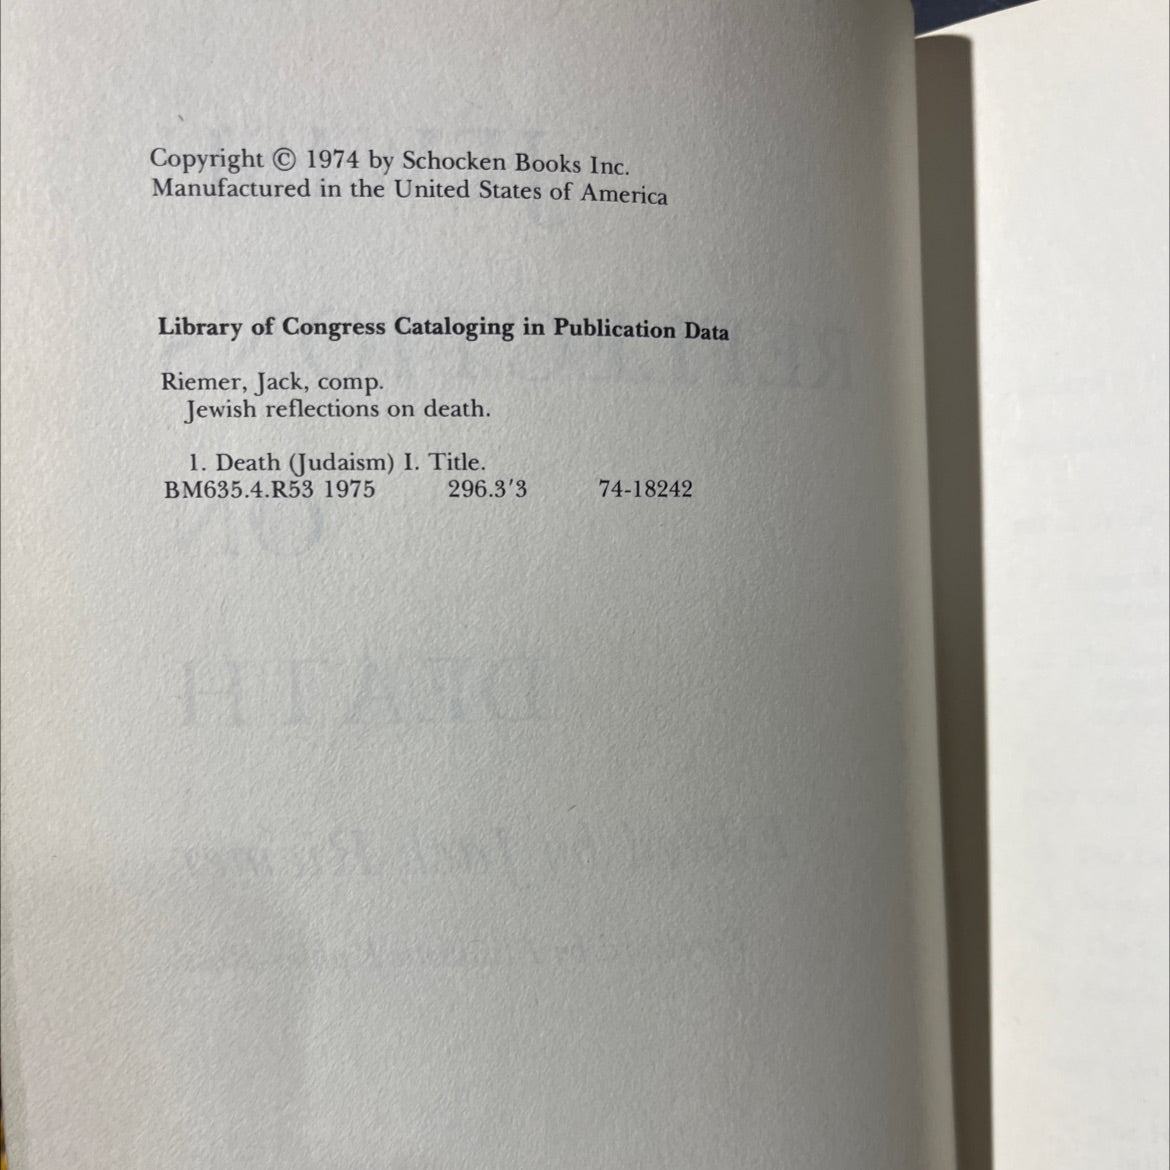 Copyright © 1974 by Schocken Books Inc.
Manufactured in the United States of America
Library of Congress Cataloging in Publication Data
Riemer, Jack, comp.
Jewish reflections on death.
1. Death (Judaism) I. Title.
BM635.4.R53 1975 296.3'3 74-18242
ON
DEATH